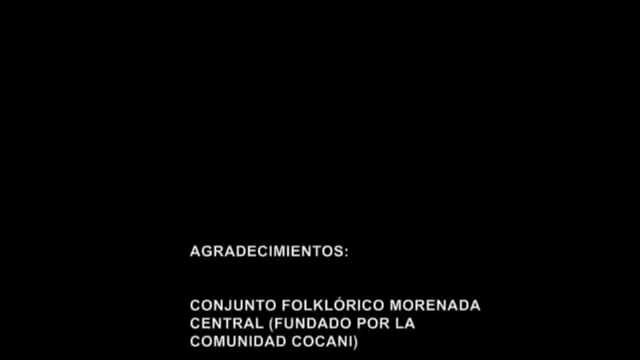 AGRADECIMIENTOS:
CONJUNTO FOLKLÓRICO MORENADA
CENTRAL (FUNDADO POR LA
COMUNIDAD COCANI)